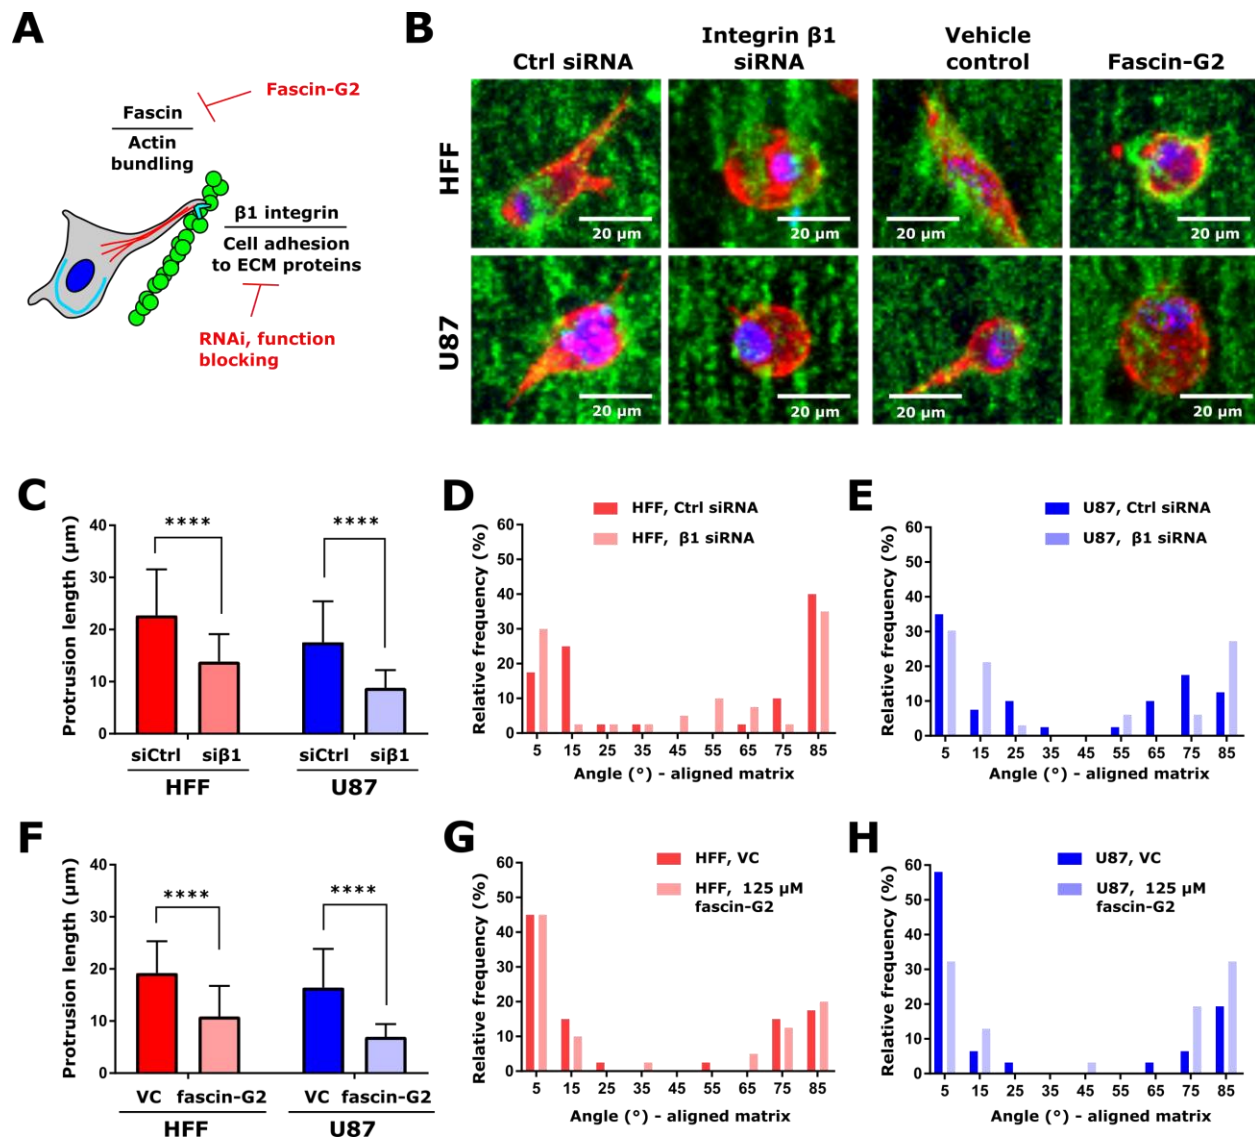 A
Fascin-G2
Fascin
Actin
bundling
β1 integrin
Cell adhesion
to ECM proteins
RNAi, function
blocking
B
Ctrl siRNA
Integrin β1
siRNA
Vehicle
control
Fascin-G2
HFF
20 µm
20 µm
20 µm
20 µm
U87
20 µm
20 µm
20 µm
20 µm
C
Protrusion length (µm)
40
30
20
10
0
****
****
siCtrl siβ1
siCtrl siβ1
HFF
U87
D
HFF, Ctrl siRNA
HFF, β1 siRNA
Relative frequency (%)
60
50
40
30
20
10
0
5 15 25 35 45 55 65 75 85
Angle (°) - aligned matrix
E
U87, Ctrl siRNA
U87, β1 siRNA
Relative frequency (%)
60
50
40
30
20
10
0
5 15 25 35 45 55 65 75 85
Angle (°) - aligned matrix
F
Protrusion length (µm)
40
30
20
10
0
****
****
VC fascin-G2
VC fascin-G2
HFF
U87
G
HFF, VC
HFF, 125 µM
fascin-G2
Relative frequency (%)
60
50
40
30
20
10
0
5 15 25 35 45 55 65 75 85
Angle (°) - aligned matrix
H
U87, VC
U87, 125 µM
fascin-G2
Relative frequency (%)
60
50
40
30
20
10
0
5 15 25 35 45 55 65 75 85
Angle (°) - aligned matrix